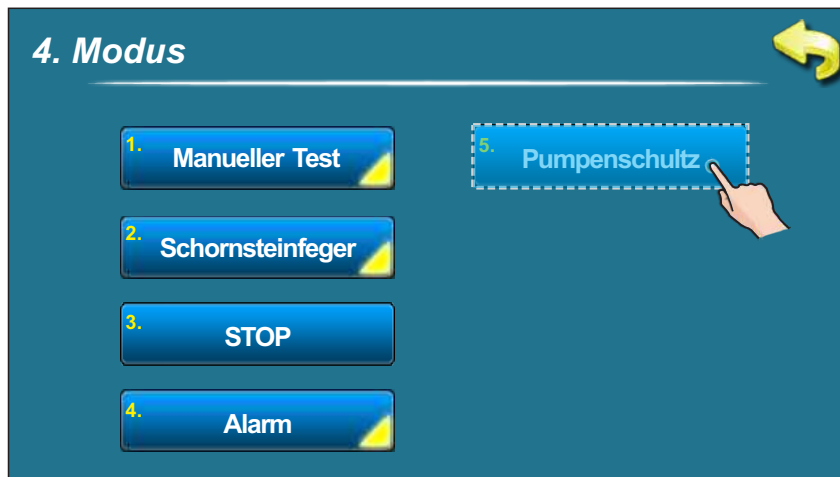 4. Modus
1. Manueller Test
2. Schornsteinfeger
3. STOP
4. Alarm
5. Pumpenschultz